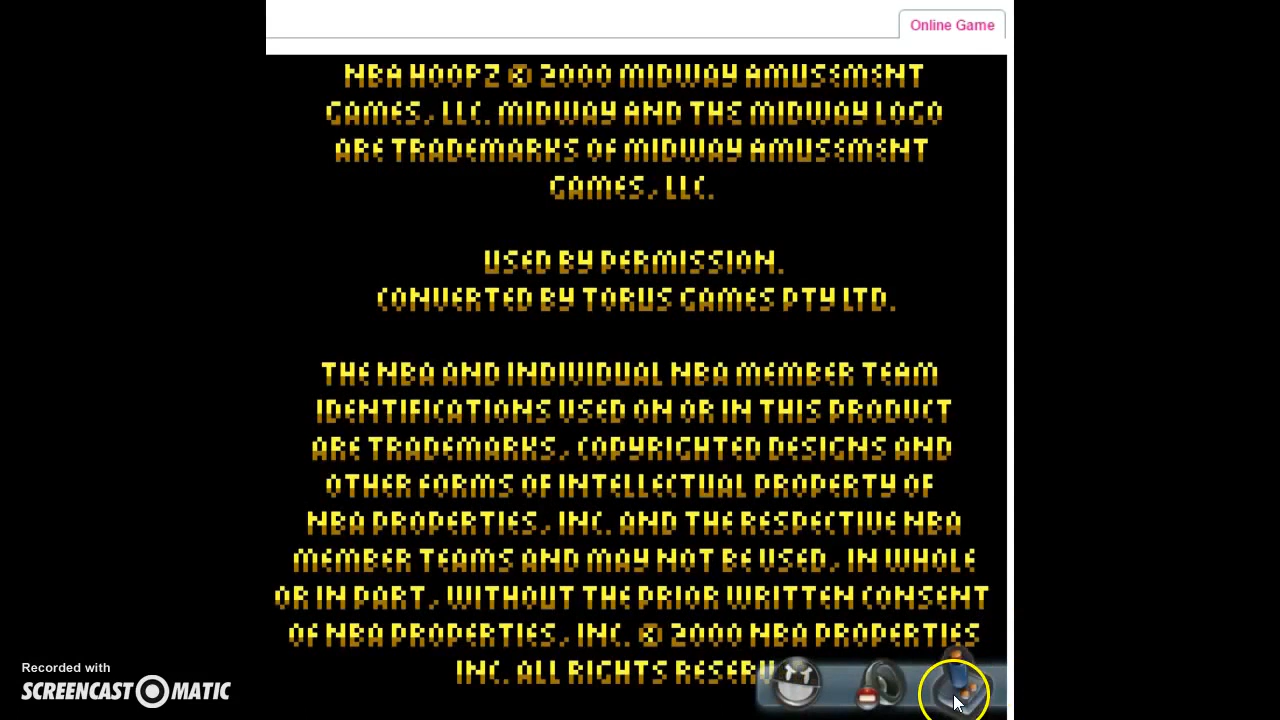 Online Game
NBA HOOPZ © 2000 MIDWAY AMUSEMENT
GAMES, LLC. MIDWAY AND THE MIDWAY LOGO
ARE TRADEMARKS OF MIDWAY AMUSEMENT
GAMES, LLC.
USED BY PERMISSION.
CONVERTED BY TORUS GAMES PTY LTD.
THE NBA AND INDIVIDUAL NBA MEMBER TEAM
IDENTIFICATIONS USED ON OR IN THIS PRODUCT
ARE TRADEMARKS, COPYRIGHTED DESIGNS AND
OTHER FORMS OF INTELLECTUAL PROPERTY OF
NBA PROPERTIES, INC. AND THE RESPECTIVE NBA
MEMBER TEAMS AND MAY NOT BE USED, IN WHOLE
OR IN PART, WITHOUT THE PRIOR WRITTEN CONSENT
OF NBA PROPERTIES, INC. © 2000 NBA PROPERTIES
INC. ALL RIGHTS RESERV
Recorded with
SCREENCAST MATIC